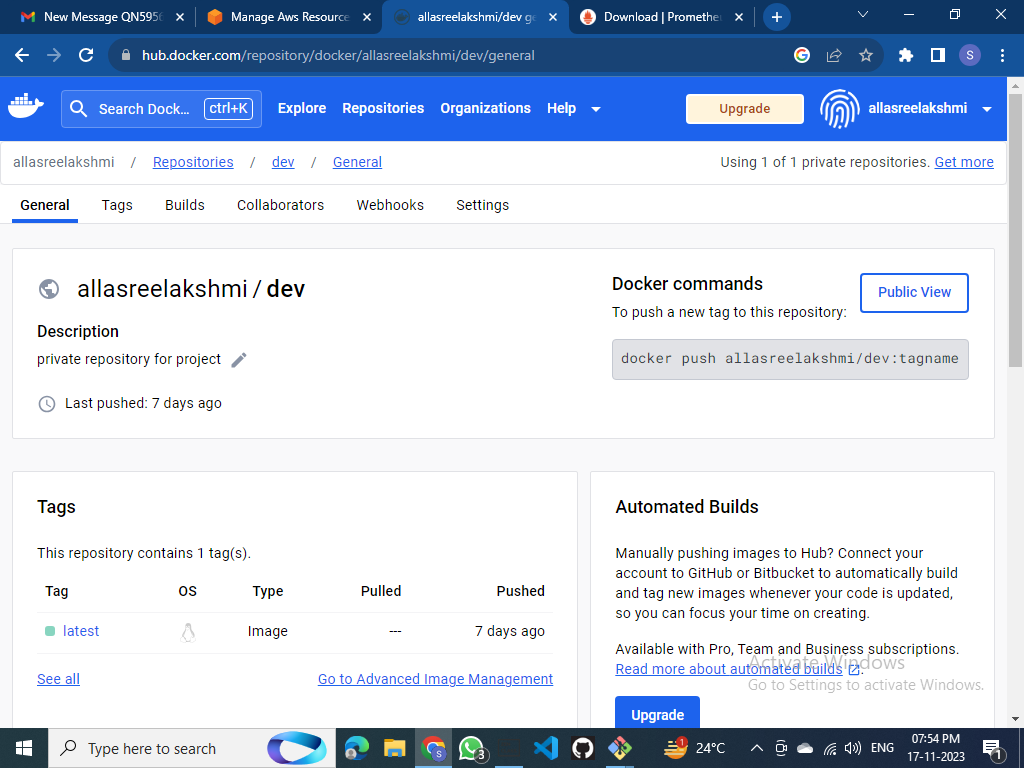 New Message QN5956
Manage Aws Resource
allasreelakshmi/dev ge
Download | Promethe
hub.docker.com/repository/docker/allasreelakshmi/dev/general
S
Search Dock... ctrl+K Explore Repositories Organizations Help Upgrade allasreelakshmi
allasreelakshmi / Repositories / dev / General Using 1 of 1 private repositories. Get more
General Tags Builds Collaborators Webhooks Settings
allasreelakshmi / dev
Description
private repository for project
Last pushed: 7 days ago
Docker commands
To push a new tag to this repository:
Public View
docker push allasreelakshmi/dev:tagname
Tags
This repository contains 1 tag(s).
Tag OS Type Pulled Pushed
latest Image --- 7 days ago
See all Go to Advanced Image Management
Automated Builds
Manually pushing images to Hub? Connect your
account to GitHub or Bitbucket to automatically build
and tag new images whenever your code is updated,
so you can focus your time on creating.
Available with Pro, Team and Business subscriptions.
Read more about automated builds .
Upgrade
Activate Windows
Go to Settings to activate Windows.
Type here to search
S
3
1
24°C
ENG
07:54 PM
17-11-2023
1